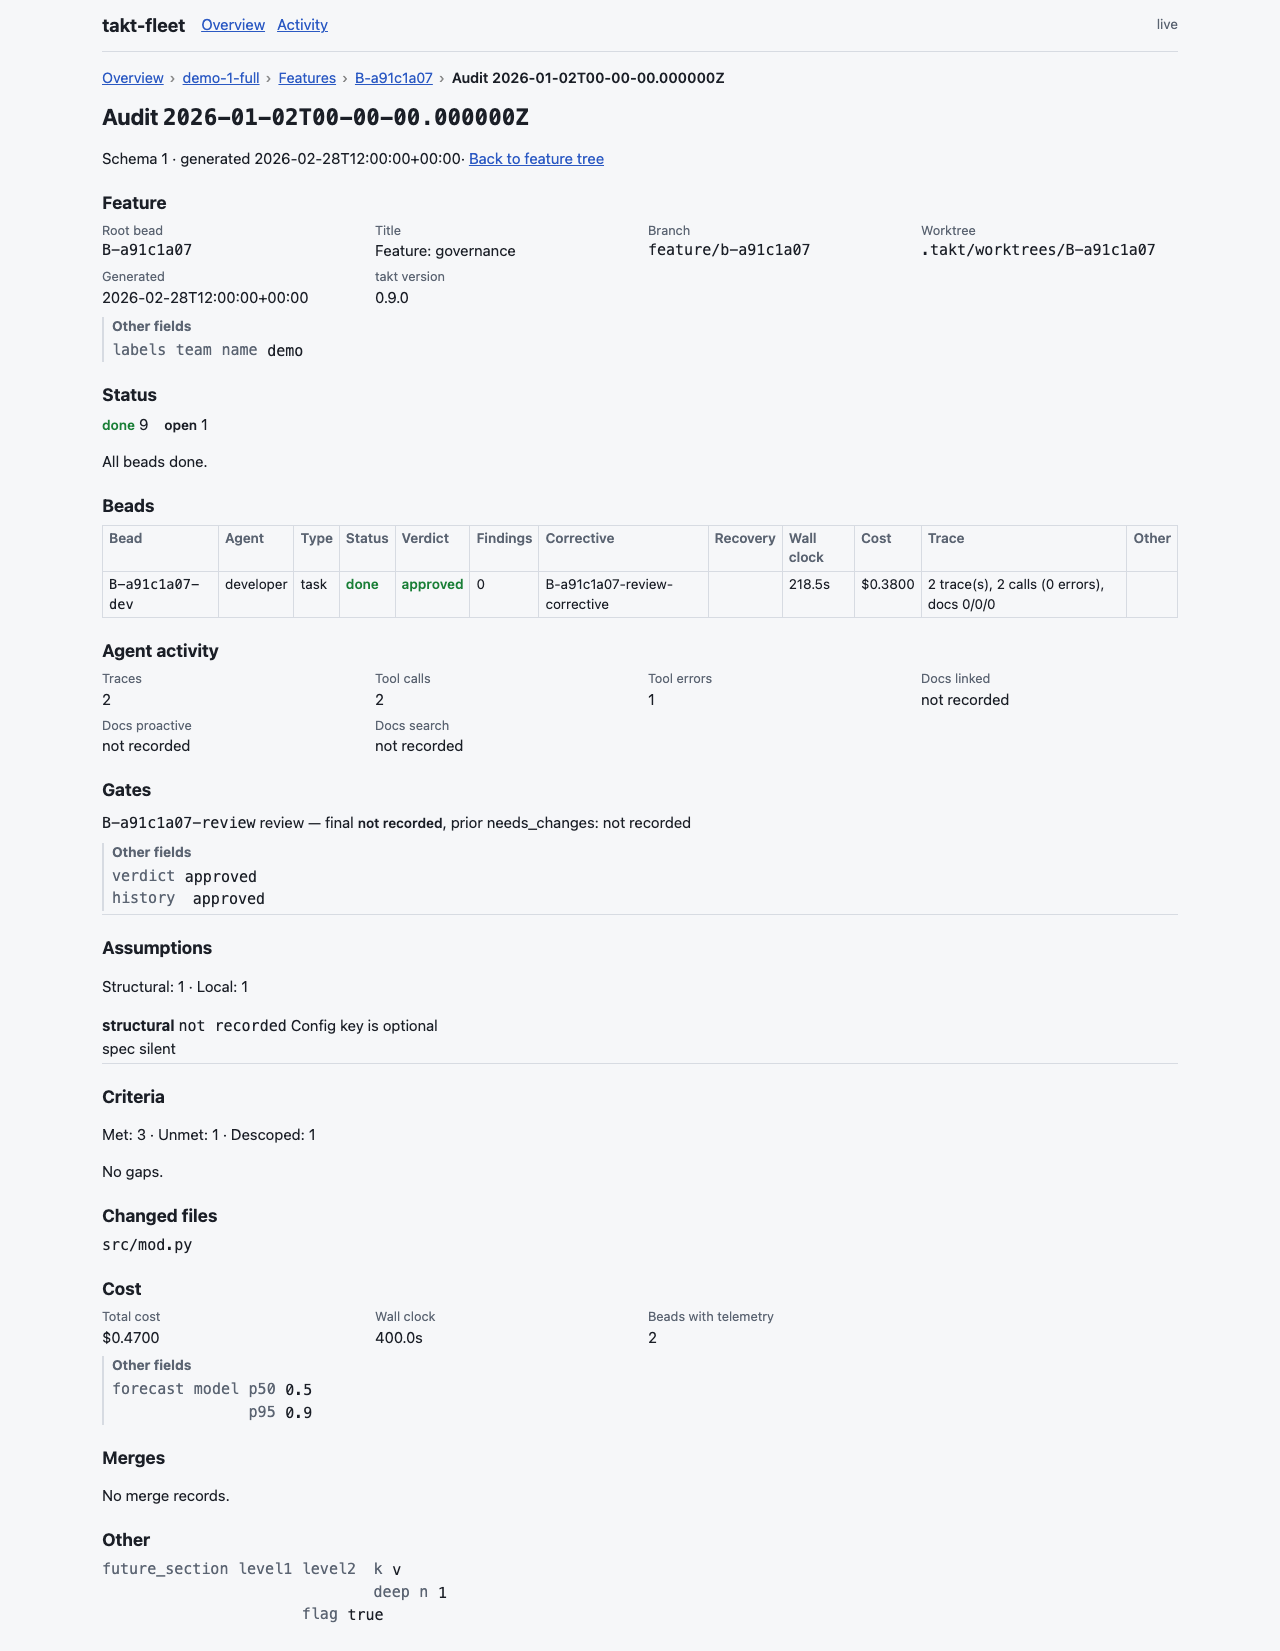 takt-fleet Overview Activity live
Overview › demo-1-full › Features › B-a91c1a07 › Audit 2026-01-02T00-00-00.000000Z
Audit 2026-01-02T00-00-00.000000Z
Schema 1 · generated 2026-02-28T12:00:00+00:00· Back to feature tree
Feature
Root bead Title Branch Worktree
B-a91c1a07 Feature: governance feature/b-a91c1a07 .takt/worktrees/B-a91c1a07
Generated takt version
2026-02-28T12:00:00+00:00 0.9.0
Other fields
labels team name demo
Status
done 9 open 1
All beads done.
Beads
Bead Agent Type Status Verdict Findings Corrective Recovery Wall clock Cost Trace Other
B-a91c1a07-dev developer task done approved 0 B-a91c1a07-review-corrective 218.5s $0.3800 2 trace(s), 2 calls (0 errors), docs 0/0/0
Agent activity
Traces Tool calls Tool errors Docs linked
2 2 1 not recorded
Docs proactive Docs search
not recorded not recorded
Gates
B-a91c1a07-review review — final not recorded, prior needs_changes: not recorded
Other fields
verdict approved
history approved
Assumptions
Structural: 1 · Local: 1
structural not recorded Config key is optional
spec silent
Criteria
Met: 3 · Unmet: 1 · Descoped: 1
No gaps.
Changed files
src/mod.py
Cost
Total cost Wall clock Beads with telemetry
$0.4700 400.0s 2
Other fields
forecast model p50 0.5
p95 0.9
Merges
No merge records.
Other
future_section level1 level2 k v
deep n 1
flag true